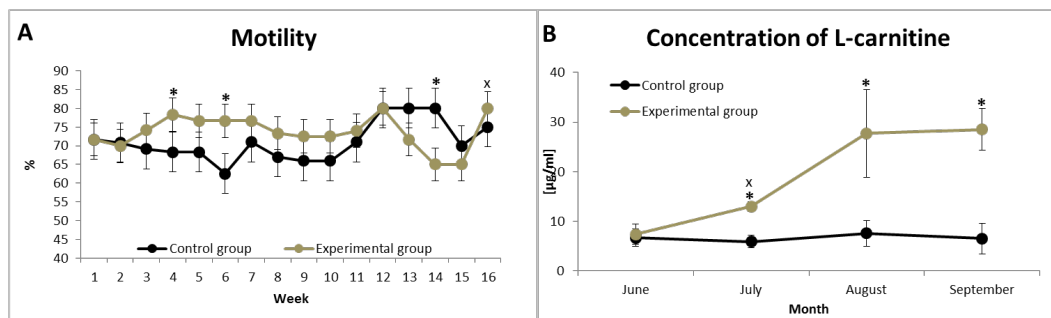 A
Motility
90
85
80
75
70
65
60
55
50
45
40
%
*
*
*
x
Control group
Experimental group
1 2 3 4 5 6 7 8 9 10 11 12 13 14 15 16
Week
B
Concentration of L-carnitine
Control group
Experimental group
40
30
20
10
0
[µg/ml]
x
*
*
*
June July August September
Month